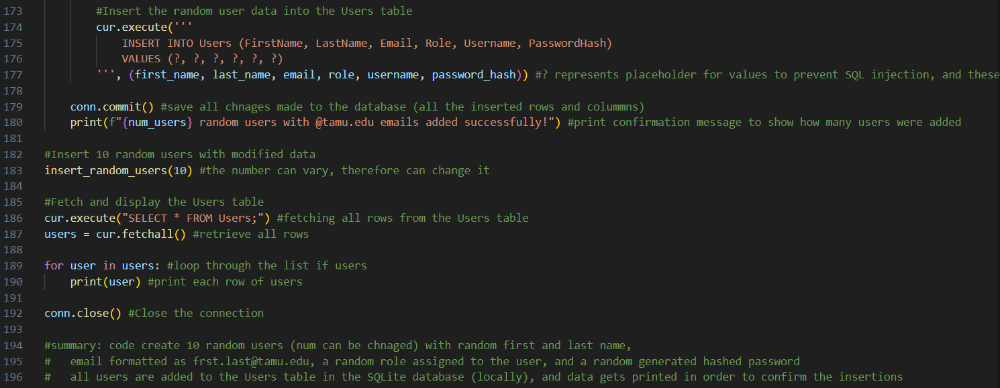 173 #Insert the random user data into the Users table
174 cur.execute('''
175 INSERT INTO Users (FirstName, LastName, Email, Role, Username, PasswordHash)
176 VALUES (?, ?, ?, ?, ?, ?)
177 ''', (first_name, last_name, email, role, username, password_hash)) #? represents placeholder for values to prevent SQL injection, and these
178
179 conn.commit() #save all chnages made to the database (all the inserted rows and colummns)
180 print(f"{num_users} random users with @tamu.edu emails added successfully!") #print confirmation message to show how many users were added
181
182 #Insert 10 random users with modified data
183 insert_random_users(10) #the number can vary, therefore can change it
184
185 #Fetch and display the Users table
186 cur.execute("SELECT * FROM Users;") #fetching all rows from the Users table
187 users = cur.fetchall() #retrieve all rows
188
189 for user in users: #loop through the list if users
190 print(user) #print each row of users
191
192 conn.close() #Close the connection
193
194 #summary: code create 10 random users (num can be chnaged) with random first and last name,
195 # email formatted as frst.last@tamu.edu, a random role assigned to the user, and a random generated hashed password
196 # all users are added to the Users table in the SQLite database (locally), and data gets printed in order to confirm the insertions